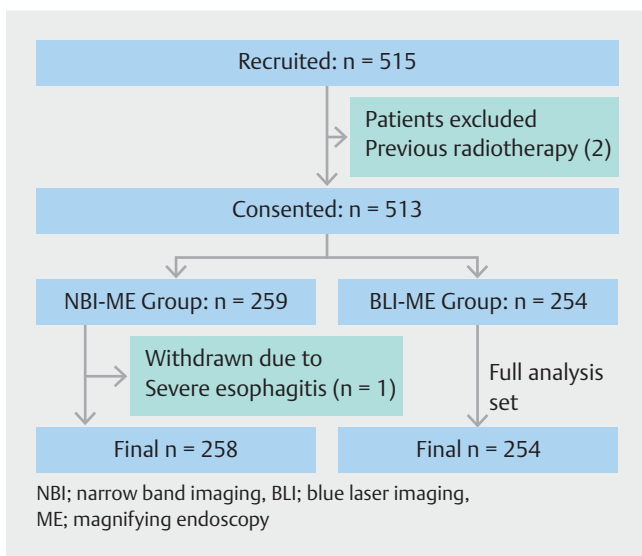 Recruited: n = 515
Patients excluded
Previous radiotherapy (2)
Consented: n = 513
NBI-ME Group: n = 259
BLI-ME Group: n = 254
Withdrawn due to
Severe esophagitis (n = 1)
Full analysis
set
Final n = 258
Final n = 254
NBI; narrow band imaging, BLI; blue laser imaging,
ME; magnifying endoscopy